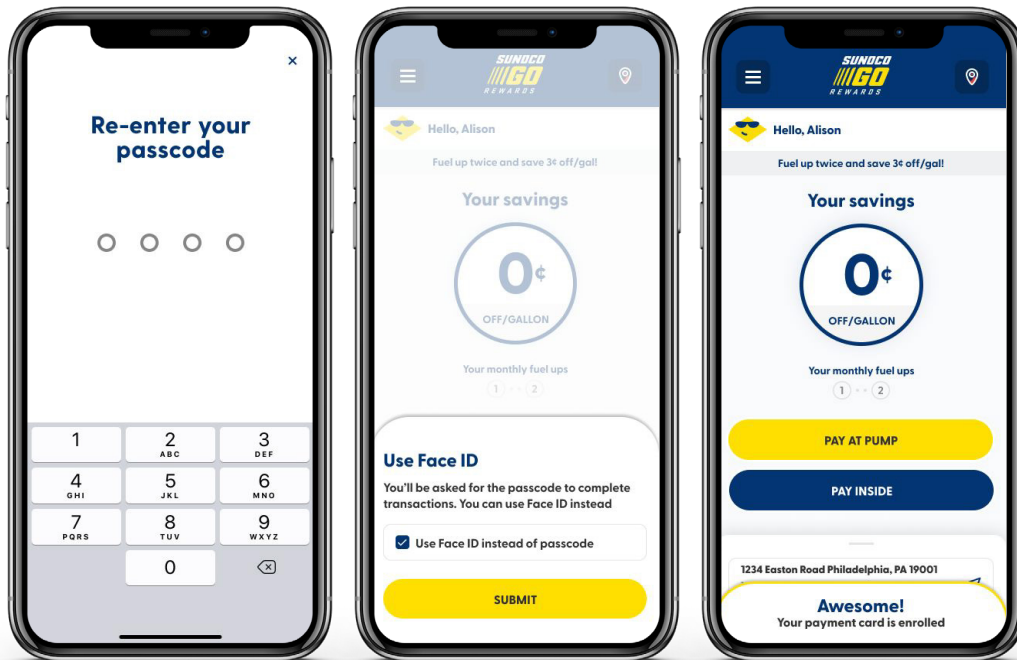 ×
Re-enter your
passcode
1
2
ABC
3
DEF
4
GHI
5
JKL
6
MNO
7
PQRS
8
TUV
9
WXYZ
0
SUNOCO
GO
REWARDS
Hello, Alison
Fuel up twice and save 3¢ off/gal!
Your savings
0¢
OFF/GALLON
Your monthly fuel ups
1 2
Use Face ID
You'll be asked for the passcode to complete
transactions. You can use Face ID instead
Use Face ID instead of passcode
SUBMIT
SUNOCO
GO
REWARDS
Hello, Alison
Fuel up twice and save 3¢ off/gal!
Your savings
0¢
OFF/GALLON
Your monthly fuel ups
1 2
PAY AT PUMP
PAY INSIDE
1234 Easton Road Philadelphia, PA 19001
Awesome!
Your payment card is enrolled